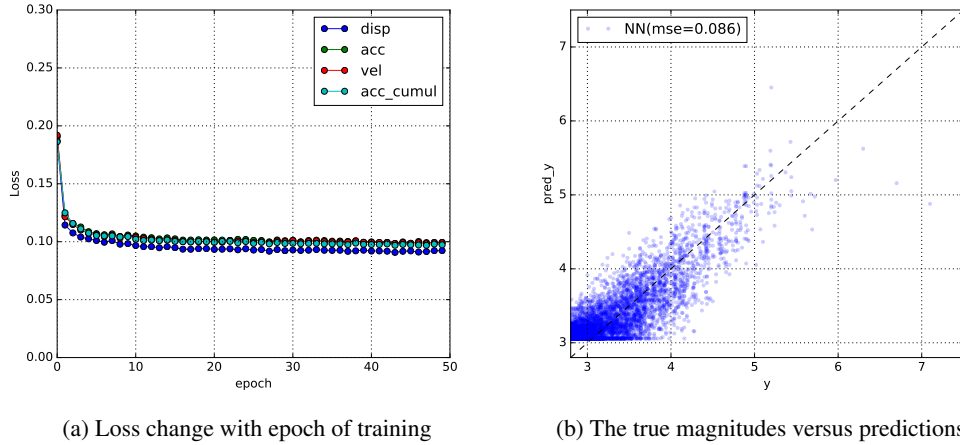 0.30
0.25
0.20
0.15
0.10
0.05
0.00
Loss
0 10 20 30 40 50
epoch
disp
acc
vel
acc_cumul
(a) Loss change with epoch of training
NN(mse=0.086)
7
6
5
4
3
pred_y
3 4 5 6 7
y
(b) The true magnitudes versus predictions